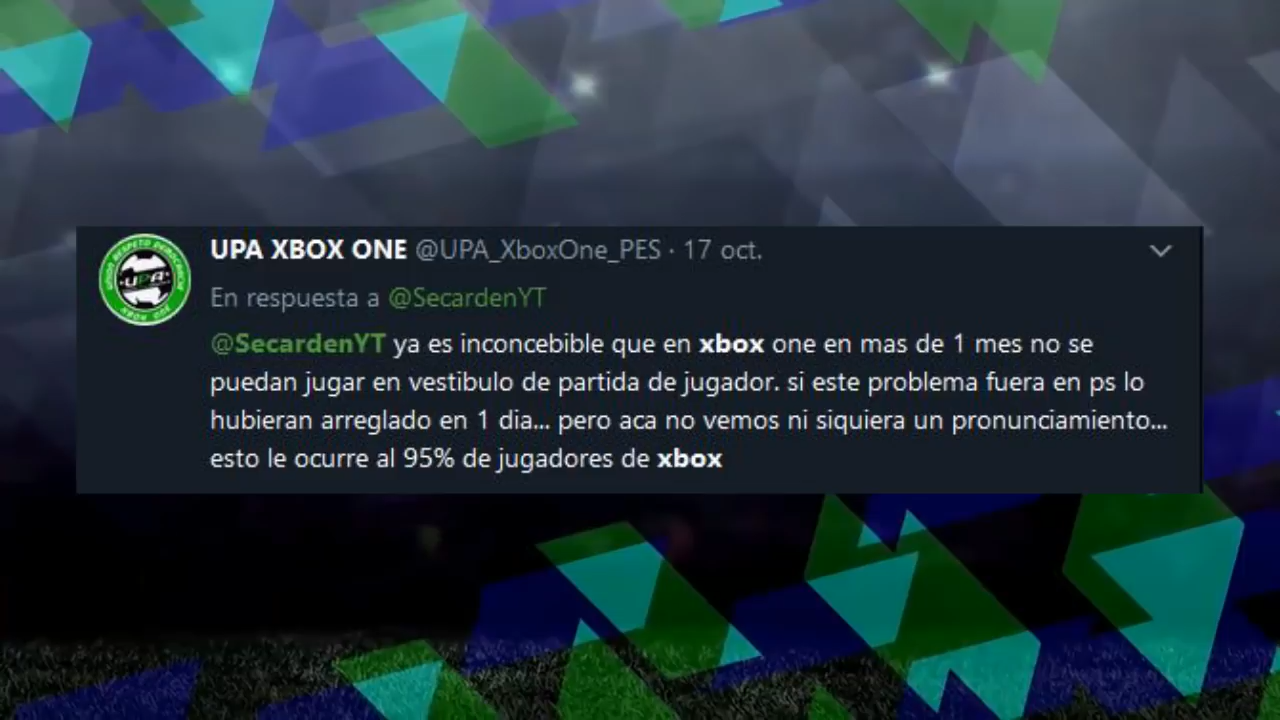 UPA XBOX ONE @UPA_XboxOne_PES · 17 oct.
En respuesta a @SecardenYT
@SecardenYT ya es inconcebible que en xbox one en mas de 1 mes no se
puedan jugar en vestibulo de partida de jugador. si este problema fuera en ps lo
hubieran arreglado en 1 dia... pero aca no vemos ni siquiera un pronunciamiento...
esto le ocurre al 95% de jugadores de xbox
UPA
XBOX ONE